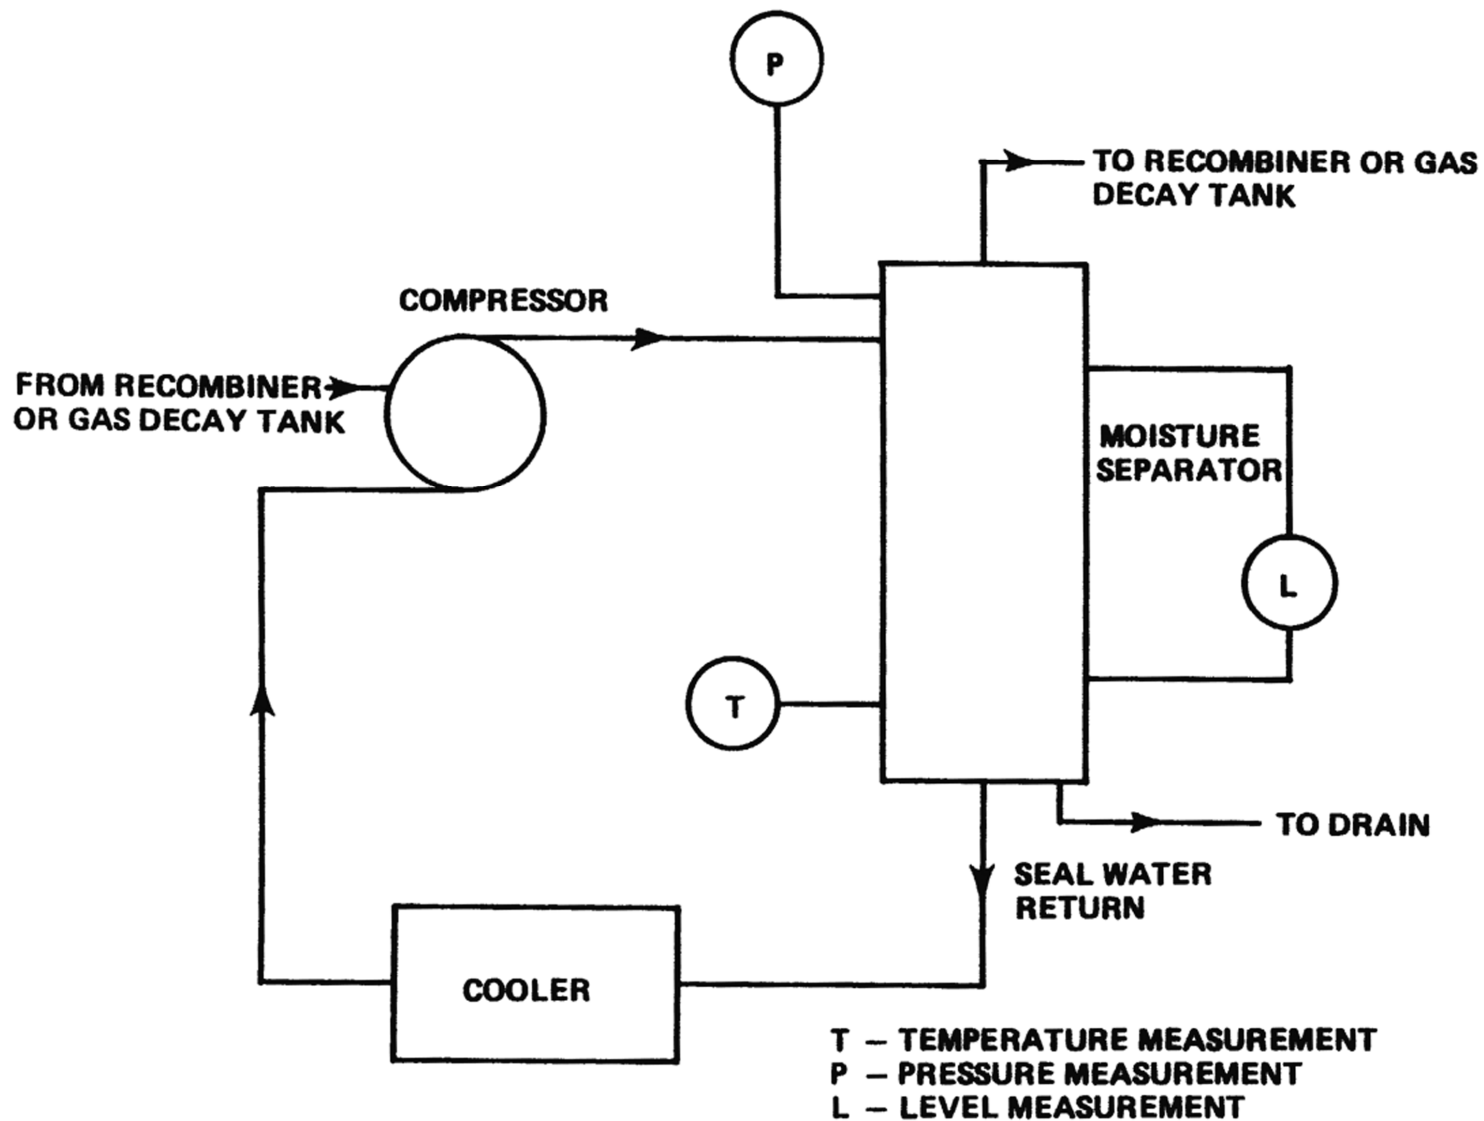 P
TO RECOMBINER OR GAS
DECAY TANK
COMPRESSOR
FROM RECOMBINER
OR GAS DECAY TANK
MOISTURE
SEPARATOR
L
T
TO DRAIN
SEAL WATER
RETURN
COOLER
T – TEMPERATURE MEASUREMENT
P – PRESSURE MEASUREMENT
L – LEVEL MEASUREMENT